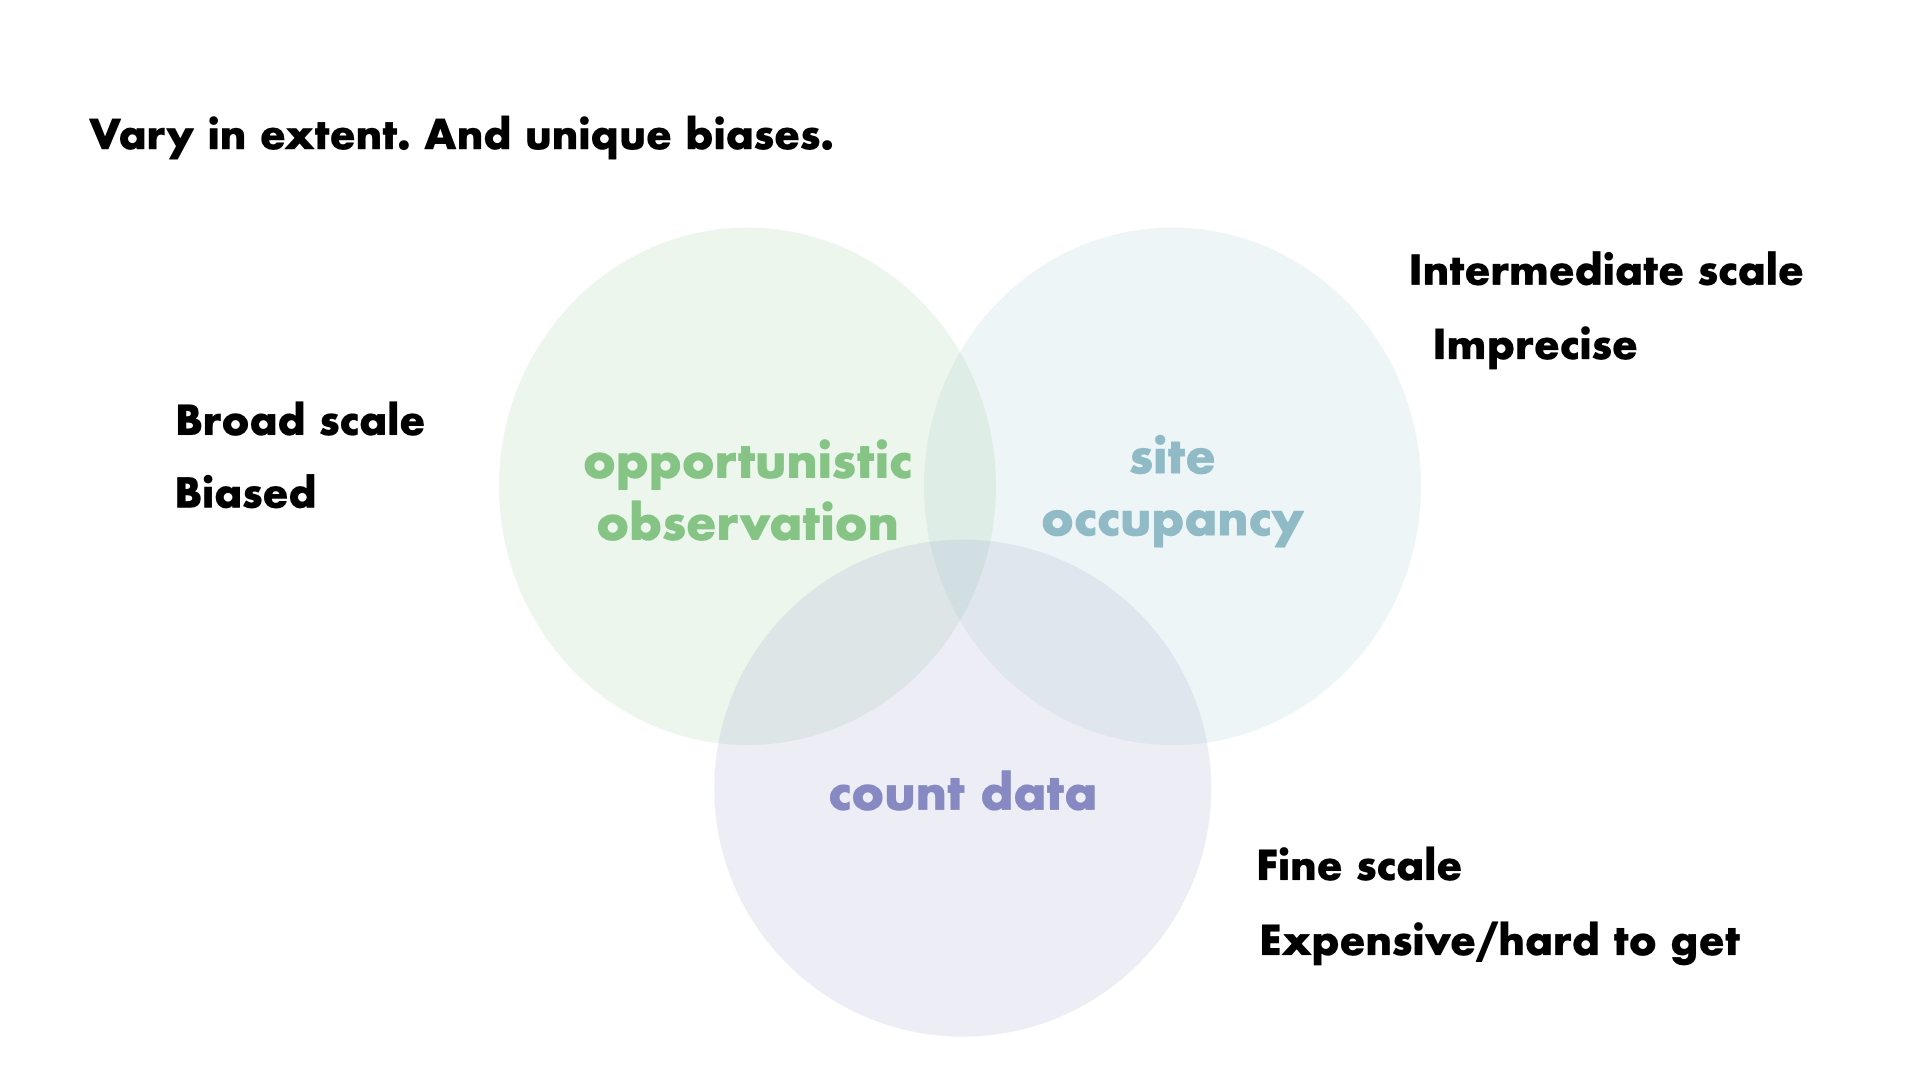 Vary in extent. And unique biases.
Intermediate scale
Imprecise
Broad scale
Biased
opportunistic
observation
site
occupancy
count data
Fine scale
Expensive/hard to get